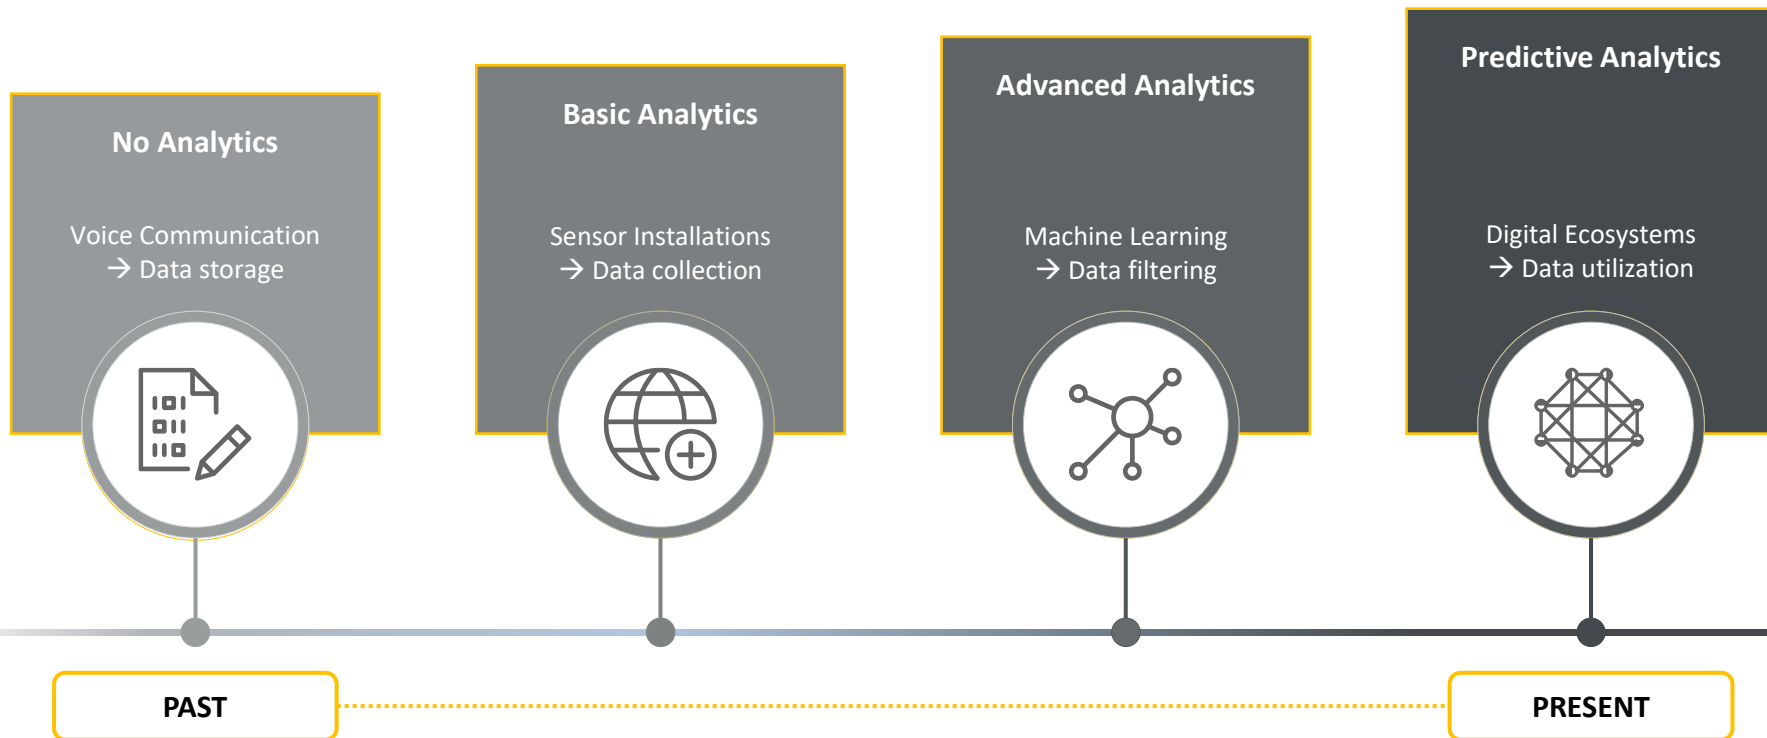 No Analytics
Voice Communication
→ Data storage
Basic Analytics
Sensor Installations
→ Data collection
Advanced Analytics
Machine Learning
→ Data filtering
Predictive Analytics
Digital Ecosystems
→ Data utilization
PAST
PRESENT